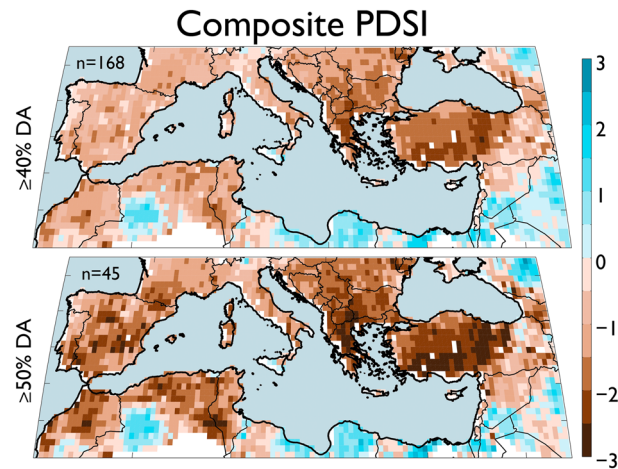 Composite PDSI
n=168
≥40% DA
n=45
≥50% DA
3
2
1
0
−1
−2
−3